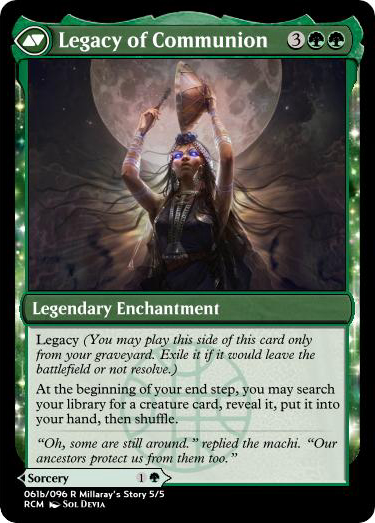 Legacy of Communion 3
Legendary Enchantment
Legacy (You may play this side of this card only
from your graveyard. Exile it if it would leave the
battlefield or not resolve.)
At the beginning of your end step, you may search
your library for a creature card, reveal it, put it into
your hand, then shuffle.
“Oh, some are still around.” replied the machi. “Our
ancestors protect us from them too.”
Sorcery 1
061b/096 R Millaray's Story 5/5
RCM Sol Devia